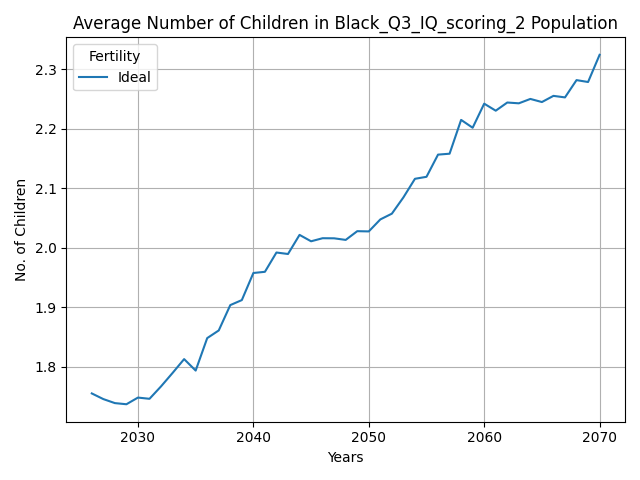 Average Number of Children in Black_Q3_IQ_scoring_2 Population
Fertility
Ideal
No. of Children
2.3
2.2
2.1
2.0
1.9
1.8
2030 2040 2050 2060 2070
Years